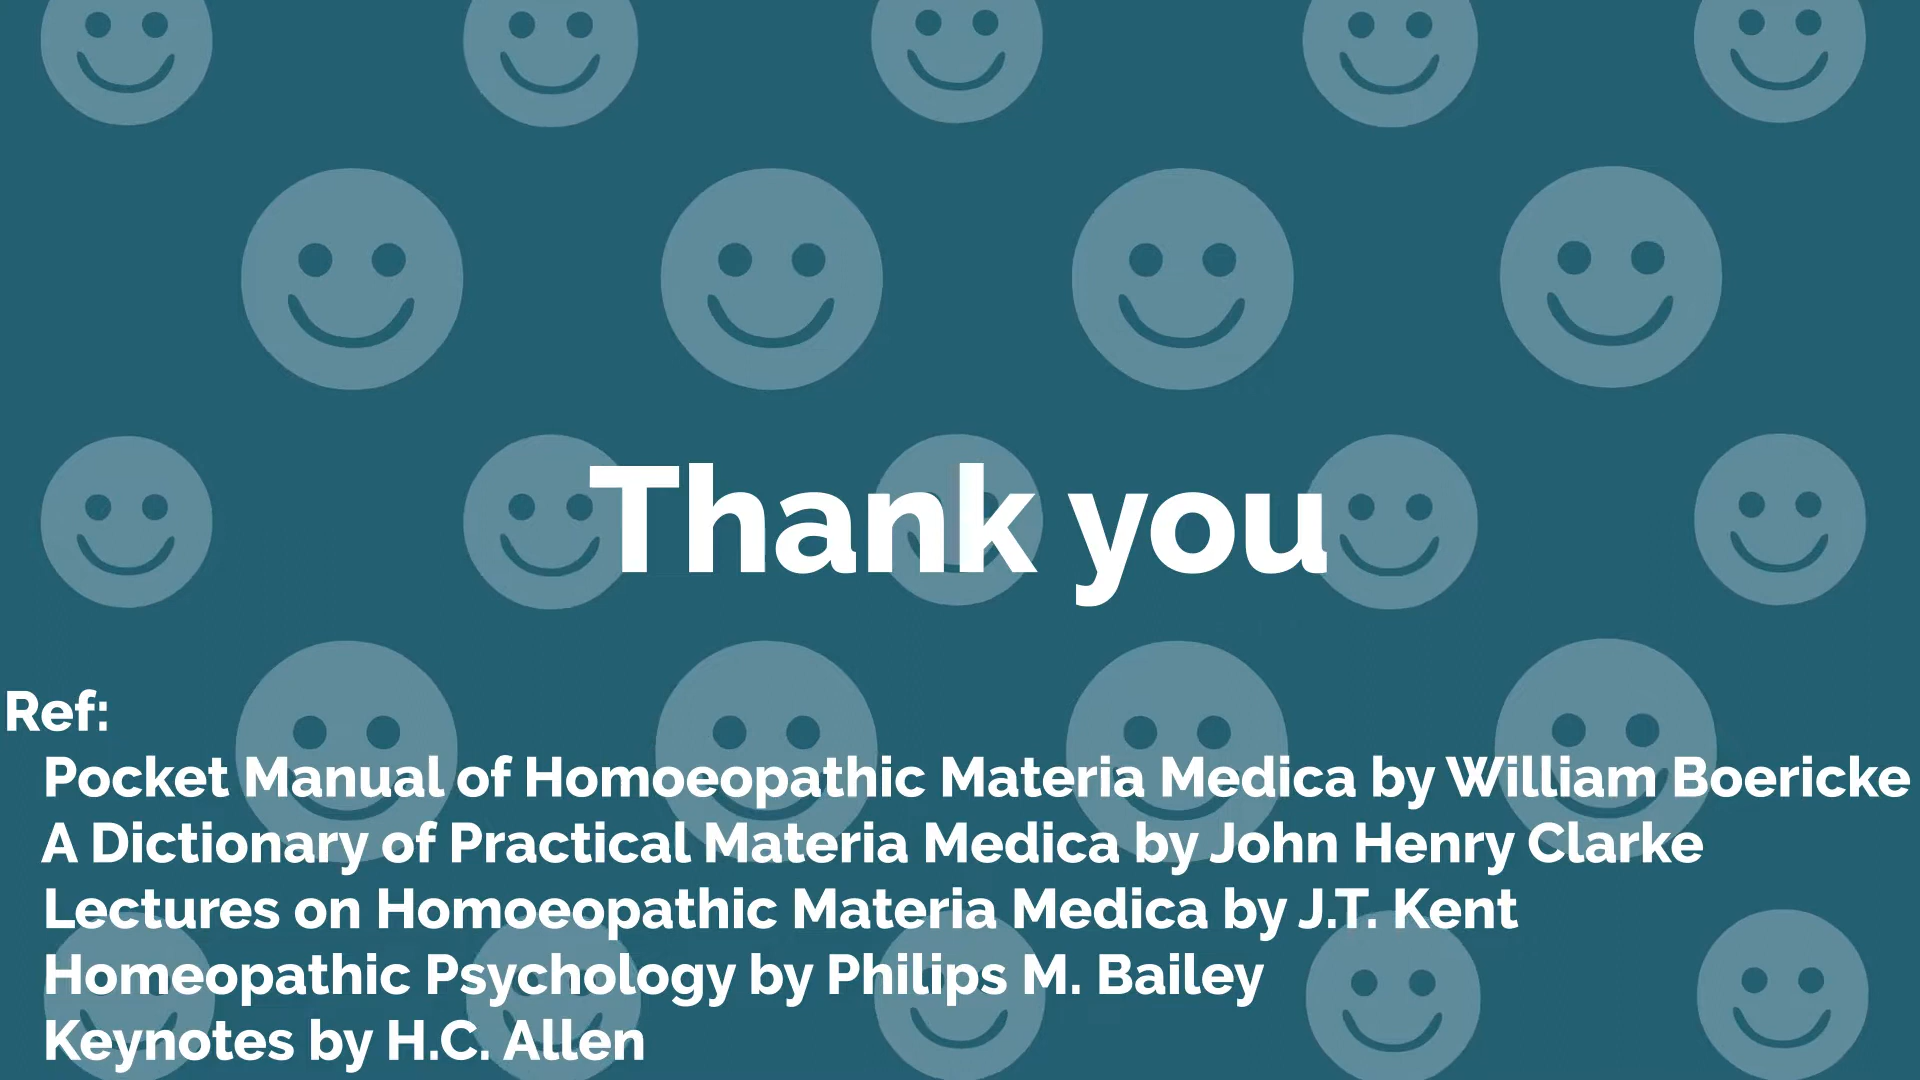 Thank you
Ref:
Pocket Manual of Homoeopathic Materia Medica by William Boericke
A Dictionary of Practical Materia Medica by John Henry Clarke
Lectures on Homoeopathic Materia Medica by J.T. Kent
Homeopathic Psychology by Philips M. Bailey
Keynotes by H.C. Allen